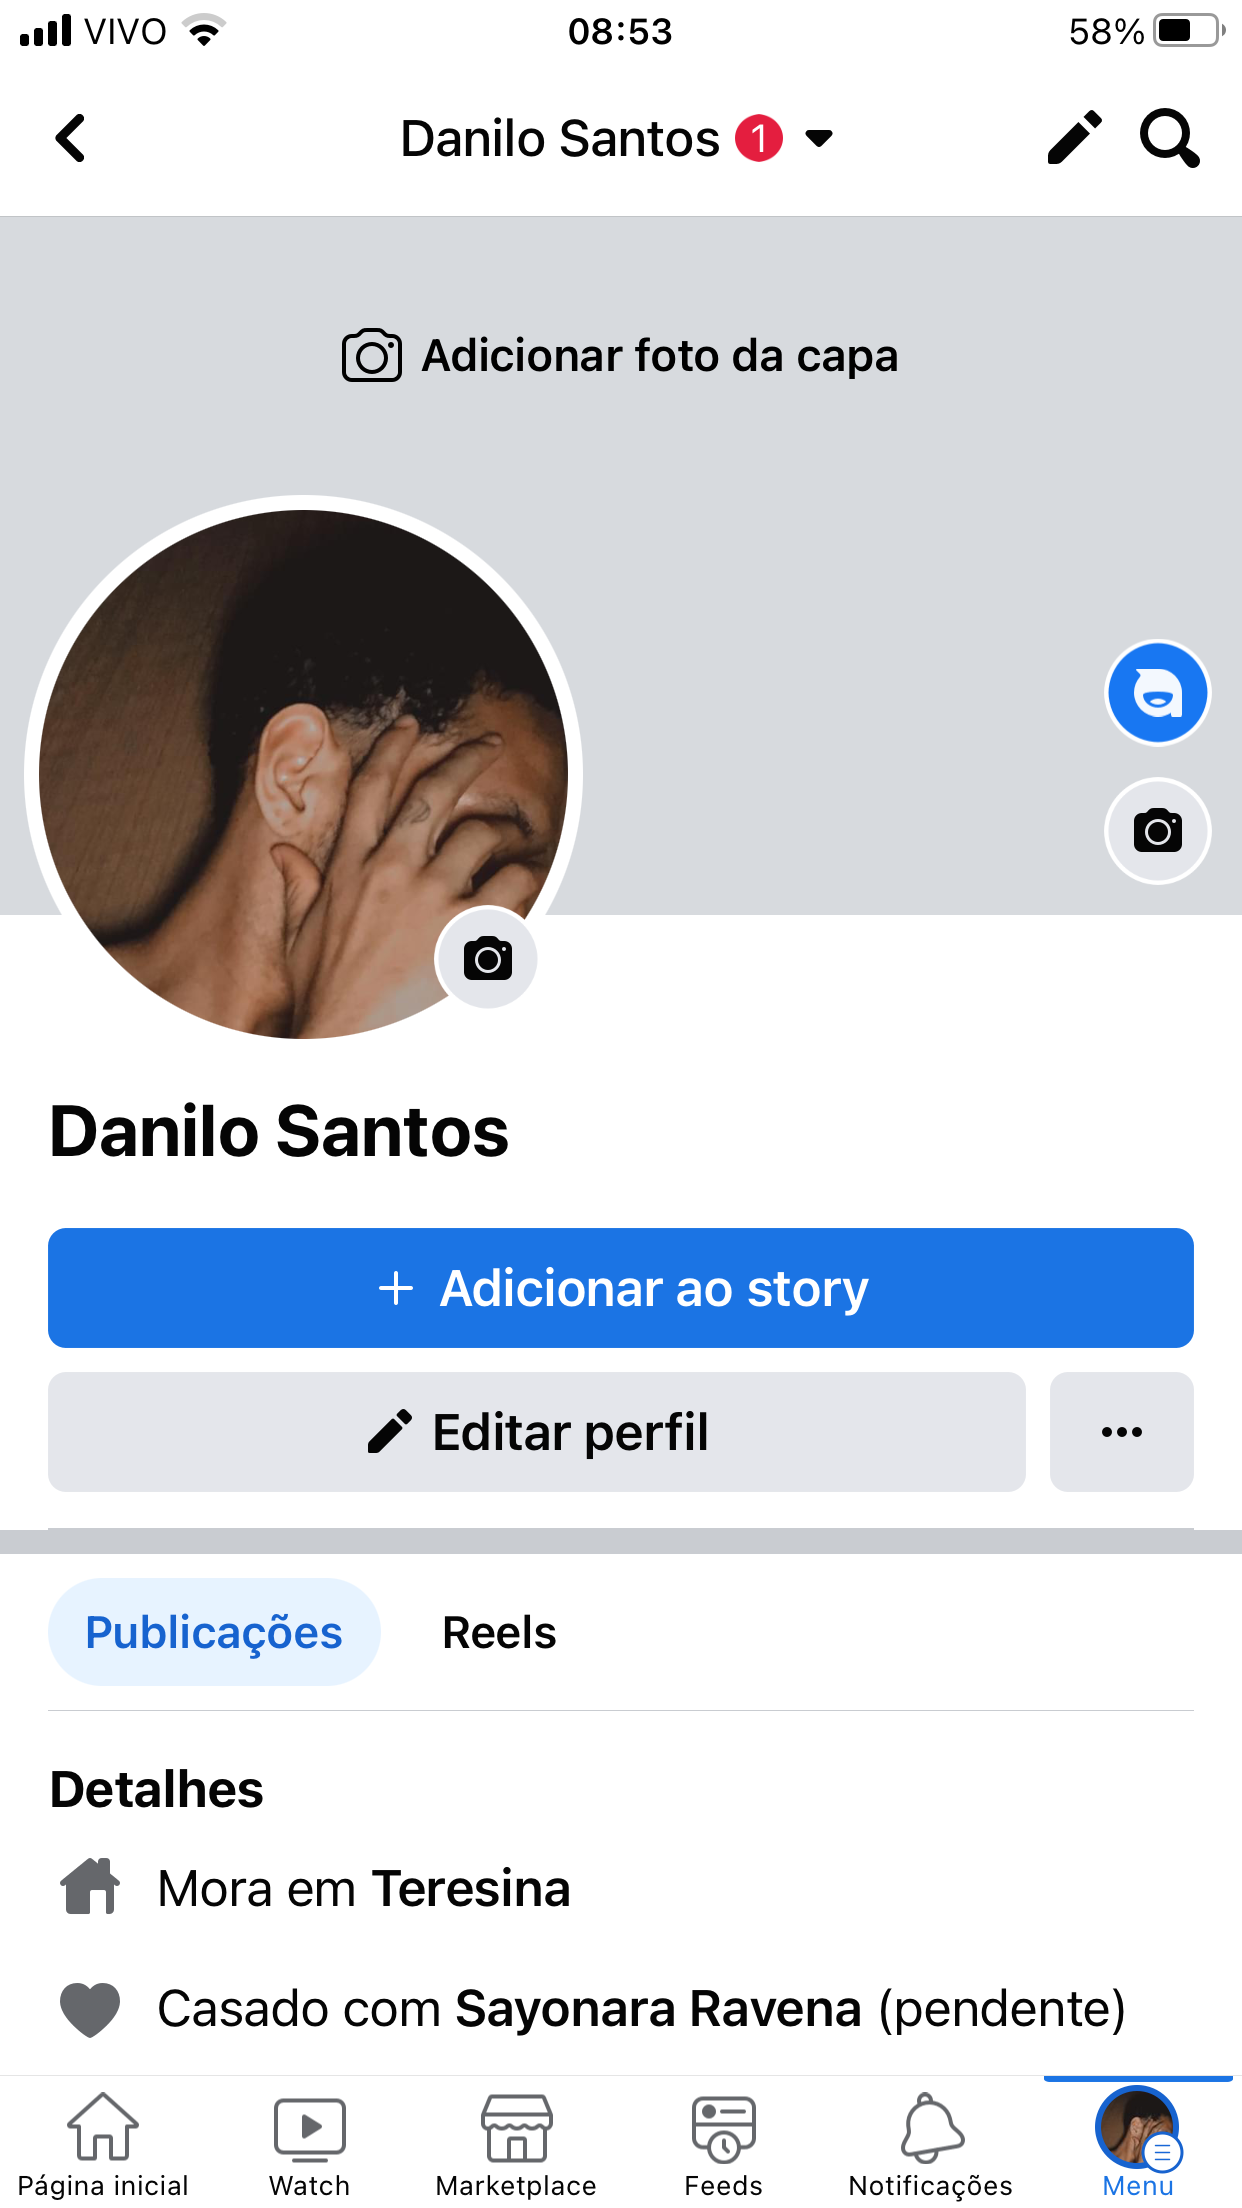 VIVO 08:53 58%
Danilo Santos 1
Adicionar foto da capa
Danilo Santos
+ Adicionar ao story
Editar perfil
Publicações Reels
Detalhes
Mora em Teresina
Casado com Sayonara Ravena (pendente)
Página inicial Watch Marketplace Feeds Notificações Menu